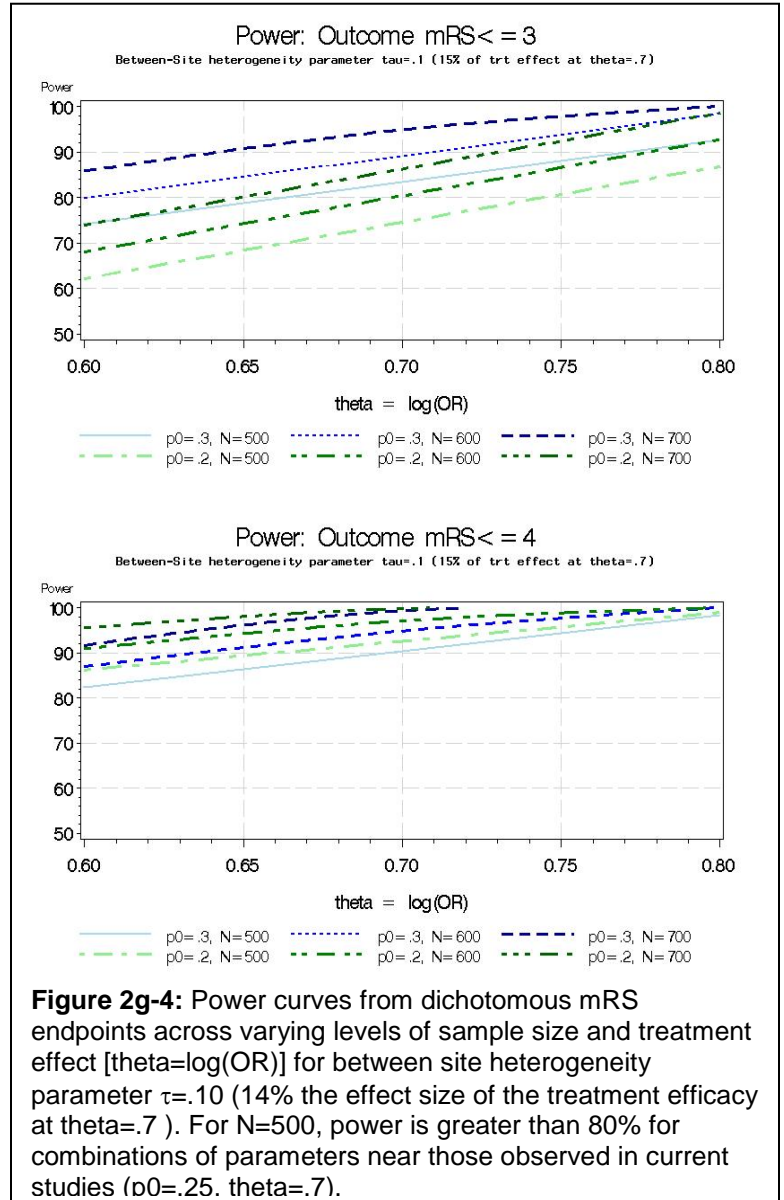 Power: Outcome mRS< = 3
Between-Site heterogeneity parameter tau=.1 (15% of trt effect at theta=.7)
Power
100
90
80
70
60
50
0.60 0.65 0.70 0.75 0.80
theta = log(OR)
p0= .3, N= 500 p0= .3, N= 600 p0= .3, N= 700
p0= .2, N= 500 p0= .2, N= 600 p0= .2, N= 700
Power: Outcome mRS< = 4
Between-Site heterogeneity parameter tau=.1 (15% of trt effect at theta=.7)
Power
100
90
80
70
60
50
0.60 0.65 0.70 0.75 0.80
theta = log(OR)
p0= .3, N= 500 p0= .3, N= 600 p0= .3, N= 700
p0= .2, N= 500 p0= .2, N= 600 p0= .2, N= 700
Figure 2g-4: Power curves from dichotomous mRS
endpoints across varying levels of sample size and treatment
effect [theta=log(OR)] for between site heterogeneity
parameter τ=.10 (14% the effect size of the treatment efficacy
at theta=.7 ). For N=500, power is greater than 80% for
combinations of parameters near those observed in current
studies (p0=.25, theta=.7).